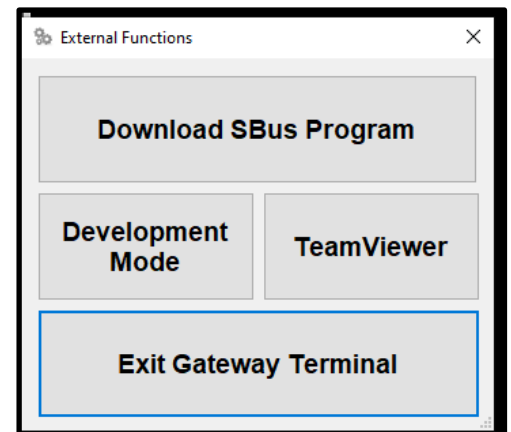 External Functions
Download SBus Program
Development
Mode
TeamViewer
Exit Gateway Terminal